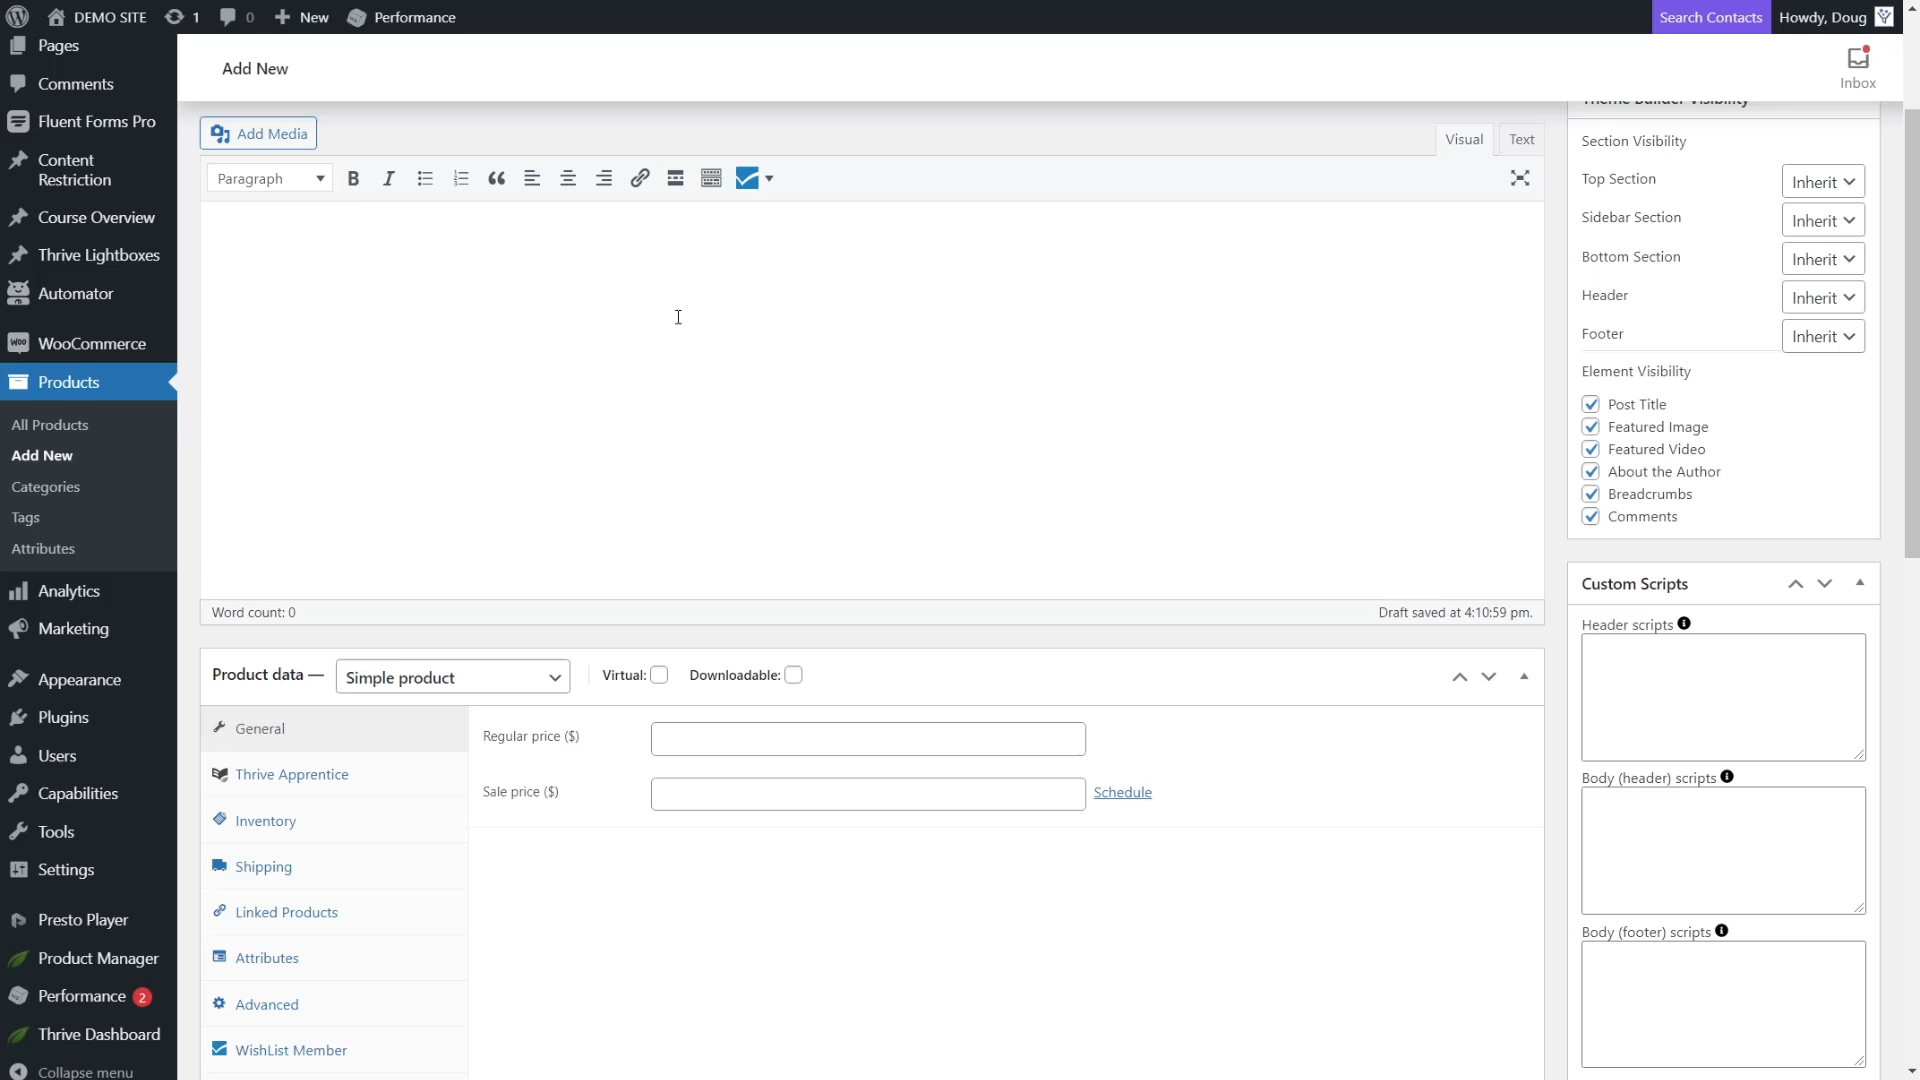 DEMO SITE 1 0 New Performance Search Contacts Howdy, Doug
Pages
Comments
Fluent Forms Pro
Content
Restriction
Course Overview
Thrive Lightboxes
Automator
WooCommerce
Products
All Products
Add New
Categories
Tags
Attributes
Analytics
Marketing
Appearance
Plugins
Users
Capabilities
Tools
Settings
Presto Player
Product Manager
Performance 2
Thrive Dashboard
Collapse menu
Add New
Inbox
Add Media
Visual Text
Paragraph
Word count: 0
Draft saved at 4:10:59 pm.
Product data — Simple product Virtual: Downloadable:
General
Thrive Apprentice
Inventory
Shipping
Linked Products
Attributes
Advanced
WishList Member
Regular price ($)
Sale price ($) Schedule
Theme Builder Visibility
Section Visibility
Top Section Inherit
Sidebar Section Inherit
Bottom Section Inherit
Header Inherit
Footer Inherit
Element Visibility
Post Title
Featured Image
Featured Video
About the Author
Breadcrumbs
Comments
Custom Scripts
Header scripts
Body (header) scripts
Body (footer) scripts